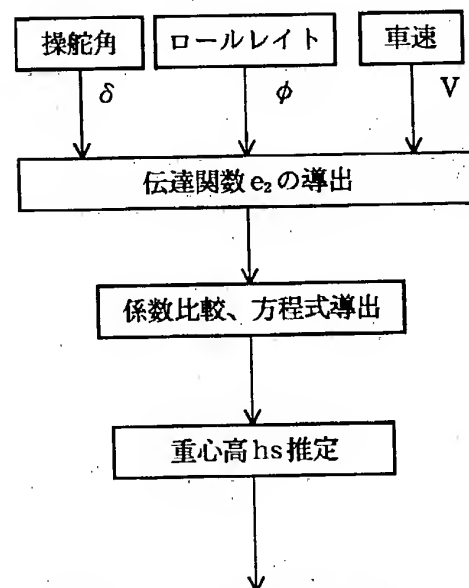 操舵角 ロールレイト 車速
δ φ V
伝達関数e₂の導出
係数比較、方程式導出
重心高hs推定